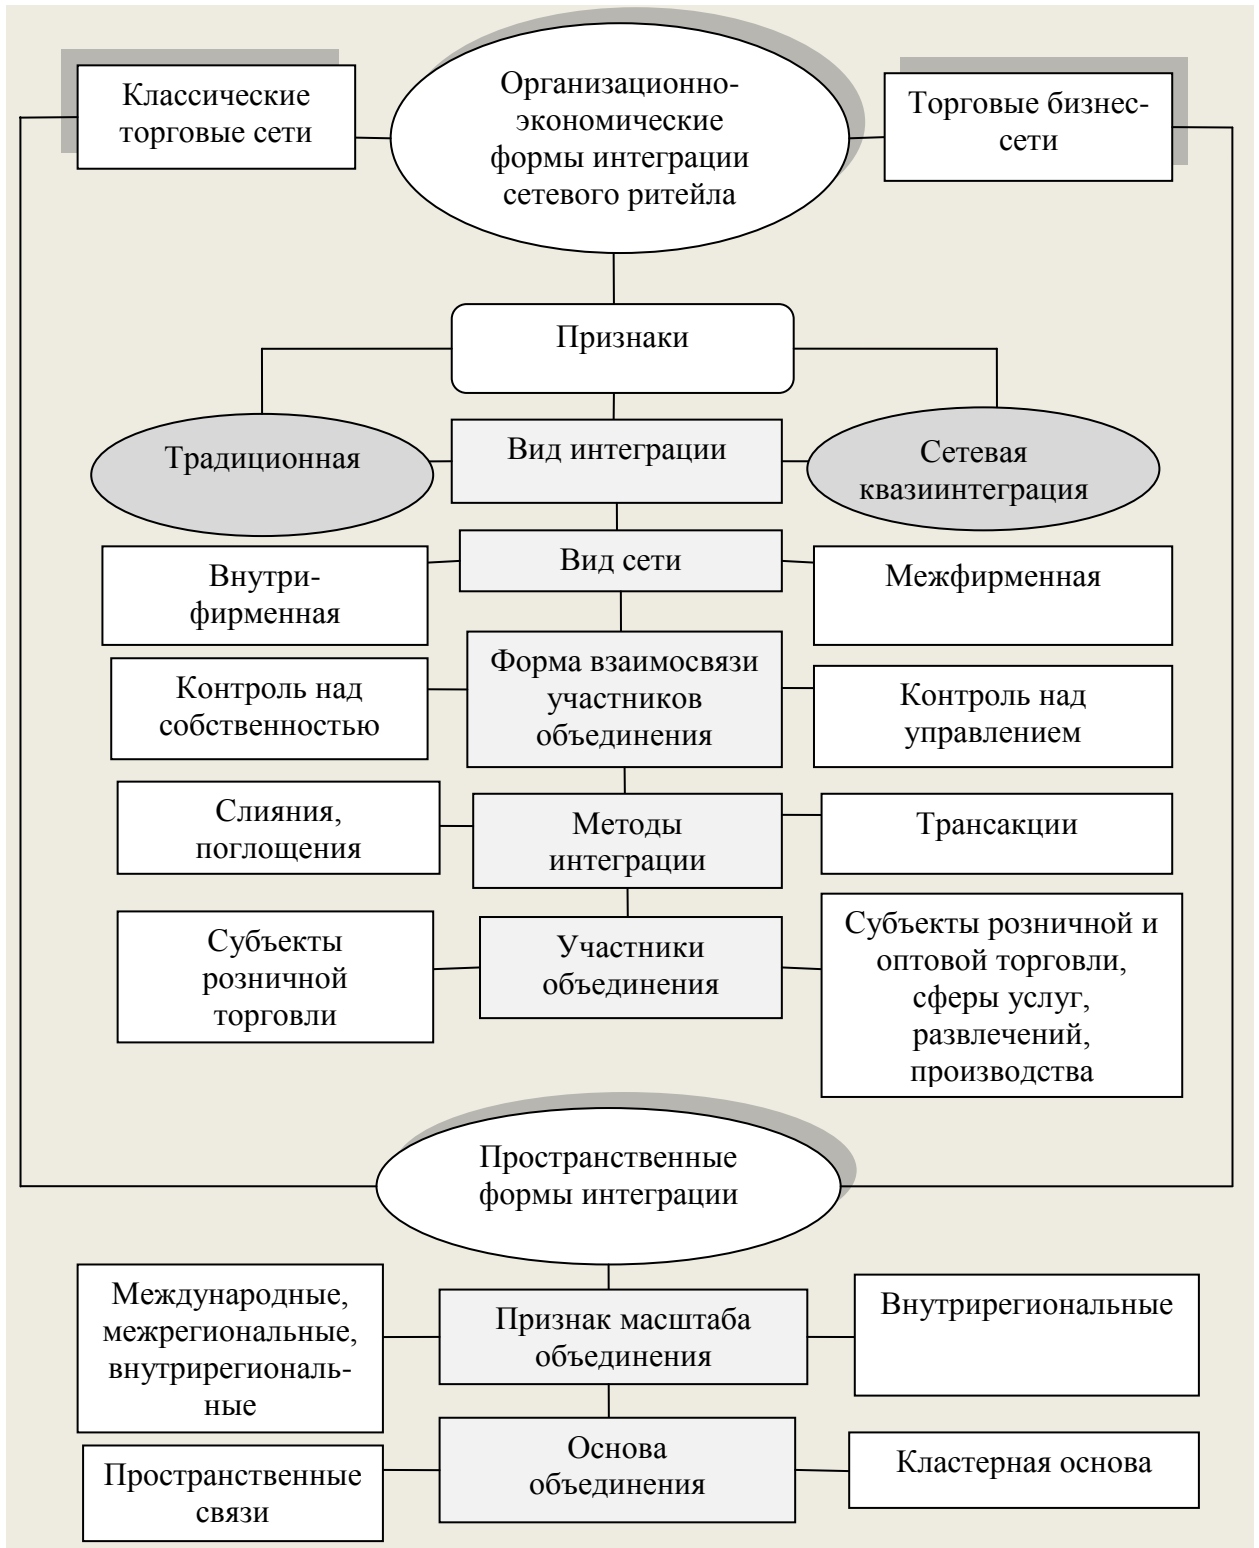 Классические
торговые сети
Организационно-
экономические
формы интеграции
сетевого ритейла
Торговые бизнес-
сети
Признаки
Традиционная
Вид интеграции
Сетевая
квазиинтеграция
Внутри-
фирменная
Вид сети
Межфирменная
Контроль над
собственностью
Форма взаимосвязи
участников
объединения
Контроль над
управлением
Слияния,
поглощения
Методы
интеграции
Трансакции
Субъекты
розничной
торговли
Участники
объединения
Субъекты розничной и
оптовой торговли,
сферы услуг,
развлечений,
производства
Пространственные
формы интеграции
Международные,
межрегиональные,
внутрирегиональ-
ные
Признак масштаба
объединения
Внутрирегиональные
Пространственные
связи
Основа
объединения
Кластерная основа